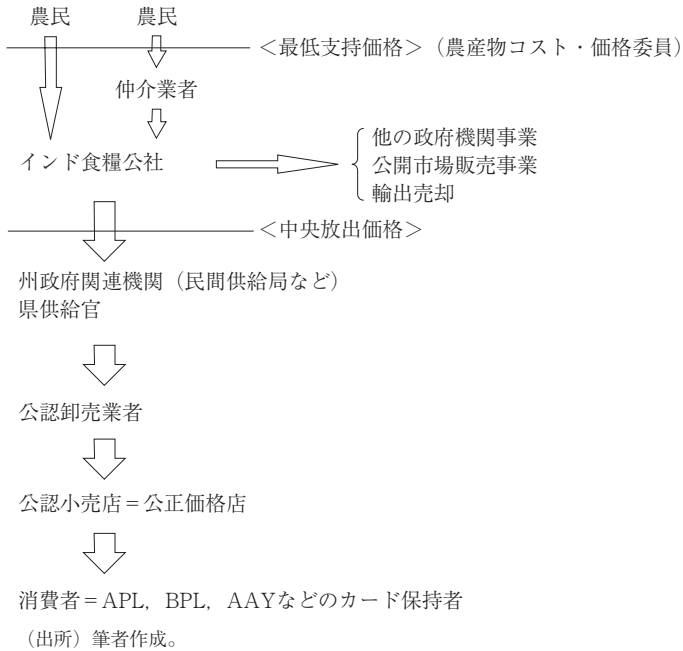 農民 農民
<最低支持価格>(農産物コスト・価格委員)
仲介業者
インド食糧公社
他の政府機関事業
公開市場販売事業
輸出売却
<中央放出価格>
州政府関連機関(民間供給局など)
県供給官
公認卸売業者
公認小売店=公正価格店
消費者=APL,BPL,AAYなどのカード保持者
(出所)筆者作成。